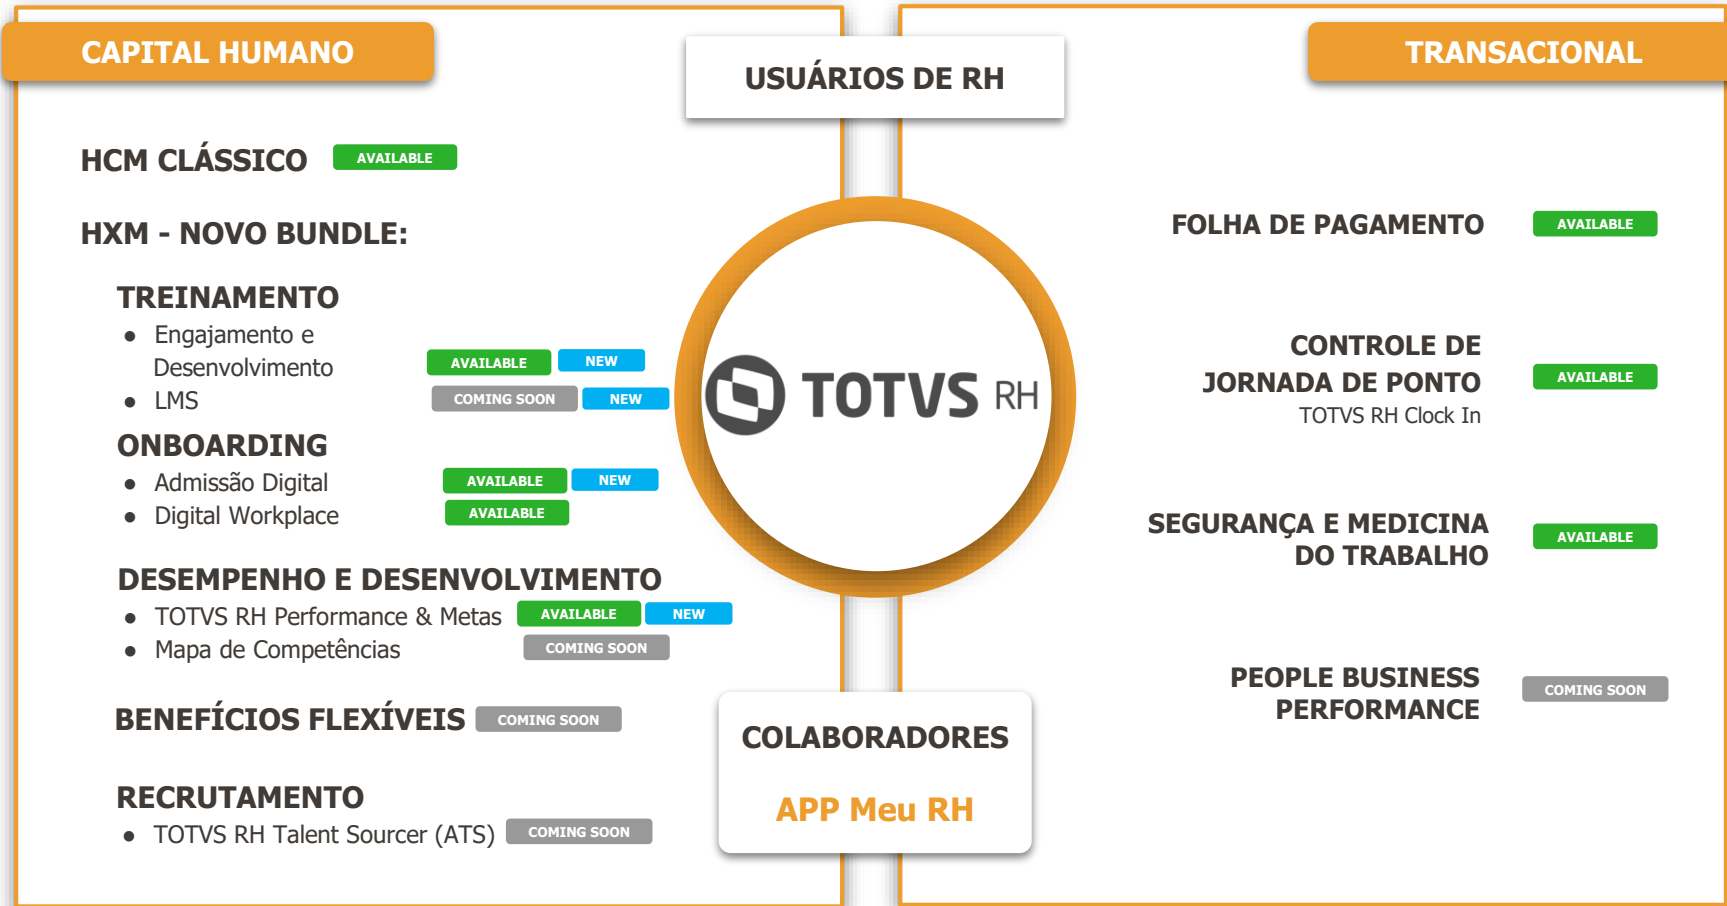 CAPITAL HUMANO
USUÁRIOS DE RH
TRANSACIONAL
HCM CLÁSSICO AVAILABLE
HXM - NOVO BUNDLE:
TREINAMENTO
● Engajamento e
Desenvolvimento AVAILABLE NEW
● LMS COMING SOON NEW
ONBOARDING
● Admissão Digital AVAILABLE NEW
● Digital Workplace AVAILABLE
DESEMPENHO E DESENVOLVIMENTO
● TOTVS RH Performance & Metas AVAILABLE NEW
● Mapa de Competências COMING SOON
BENEFÍCIOS FLEXÍVEIS COMING SOON
RECRUTAMENTO
● TOTVS RH Talent Sourcer (ATS) COMING SOON
TOTVS RH
COLABORADORES
APP Meu RH
FOLHA DE PAGAMENTO AVAILABLE
CONTROLE DE
JORNADA DE PONTO AVAILABLE
TOTVS RH Clock In
SEGURANÇA E MEDICINA
DO TRABALHO AVAILABLE
PEOPLE BUSINESS
PERFORMANCE COMING SOON